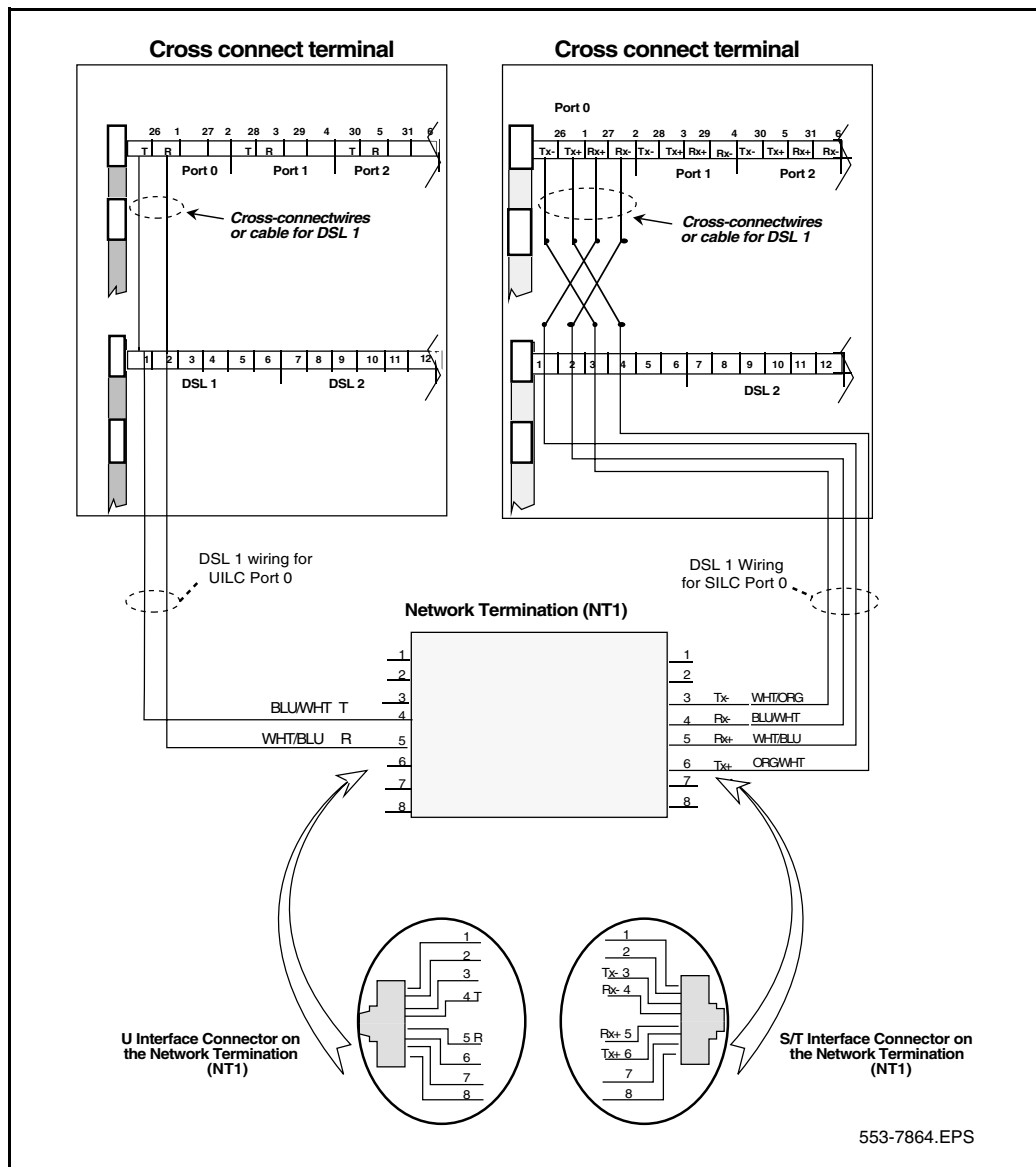 Cross connect terminal
26 1 27 2 28 3 29 4 30 5 31 6
T R T R T R
Port 0 Port 1 Port 2
Cross-connectwires
or cable for DSL 1
1 2 3 4 5 6 7 8 9 10 11 12
DSL 1 DSL 2
Cross connect terminal
Port 0
26 1 27 2 28 3 29 4 30 5 31 6
Tx- Tx+ Rx+ Rx- Tx- Tx+ Rx+ Rx- Tx- Tx+ Rx+ Rx-
Port 1 Port 2
Cross-connectwires
or cable for DSL 1
1 2 3 4 5 6 7 8 9 10 11 12
DSL 2
DSL 1 wiring for
UILC Port 0
DSL 1 Wiring
for SILC Port 0
Network Termination (NT1)
1
2
3
BLU/WHT T 4
WHT/BLU R 5
6
7
8
1
2
3 Tx- WHT/ORG
4 Rx- BLU/WHT
5 Rx+ WHT/BLU
6 Tx+ ORG/WHT
7
8
1
2
3
4 T
5 R
6
7
8
U Interface Connector on
the Network Termination
(NT1)
1
2
Tx- 3
Rx- 4
Rx+ 5
Tx+ 6
7
8
S/T Interface Connector on
the Network Termination
(NT1)
553-7864.EPS